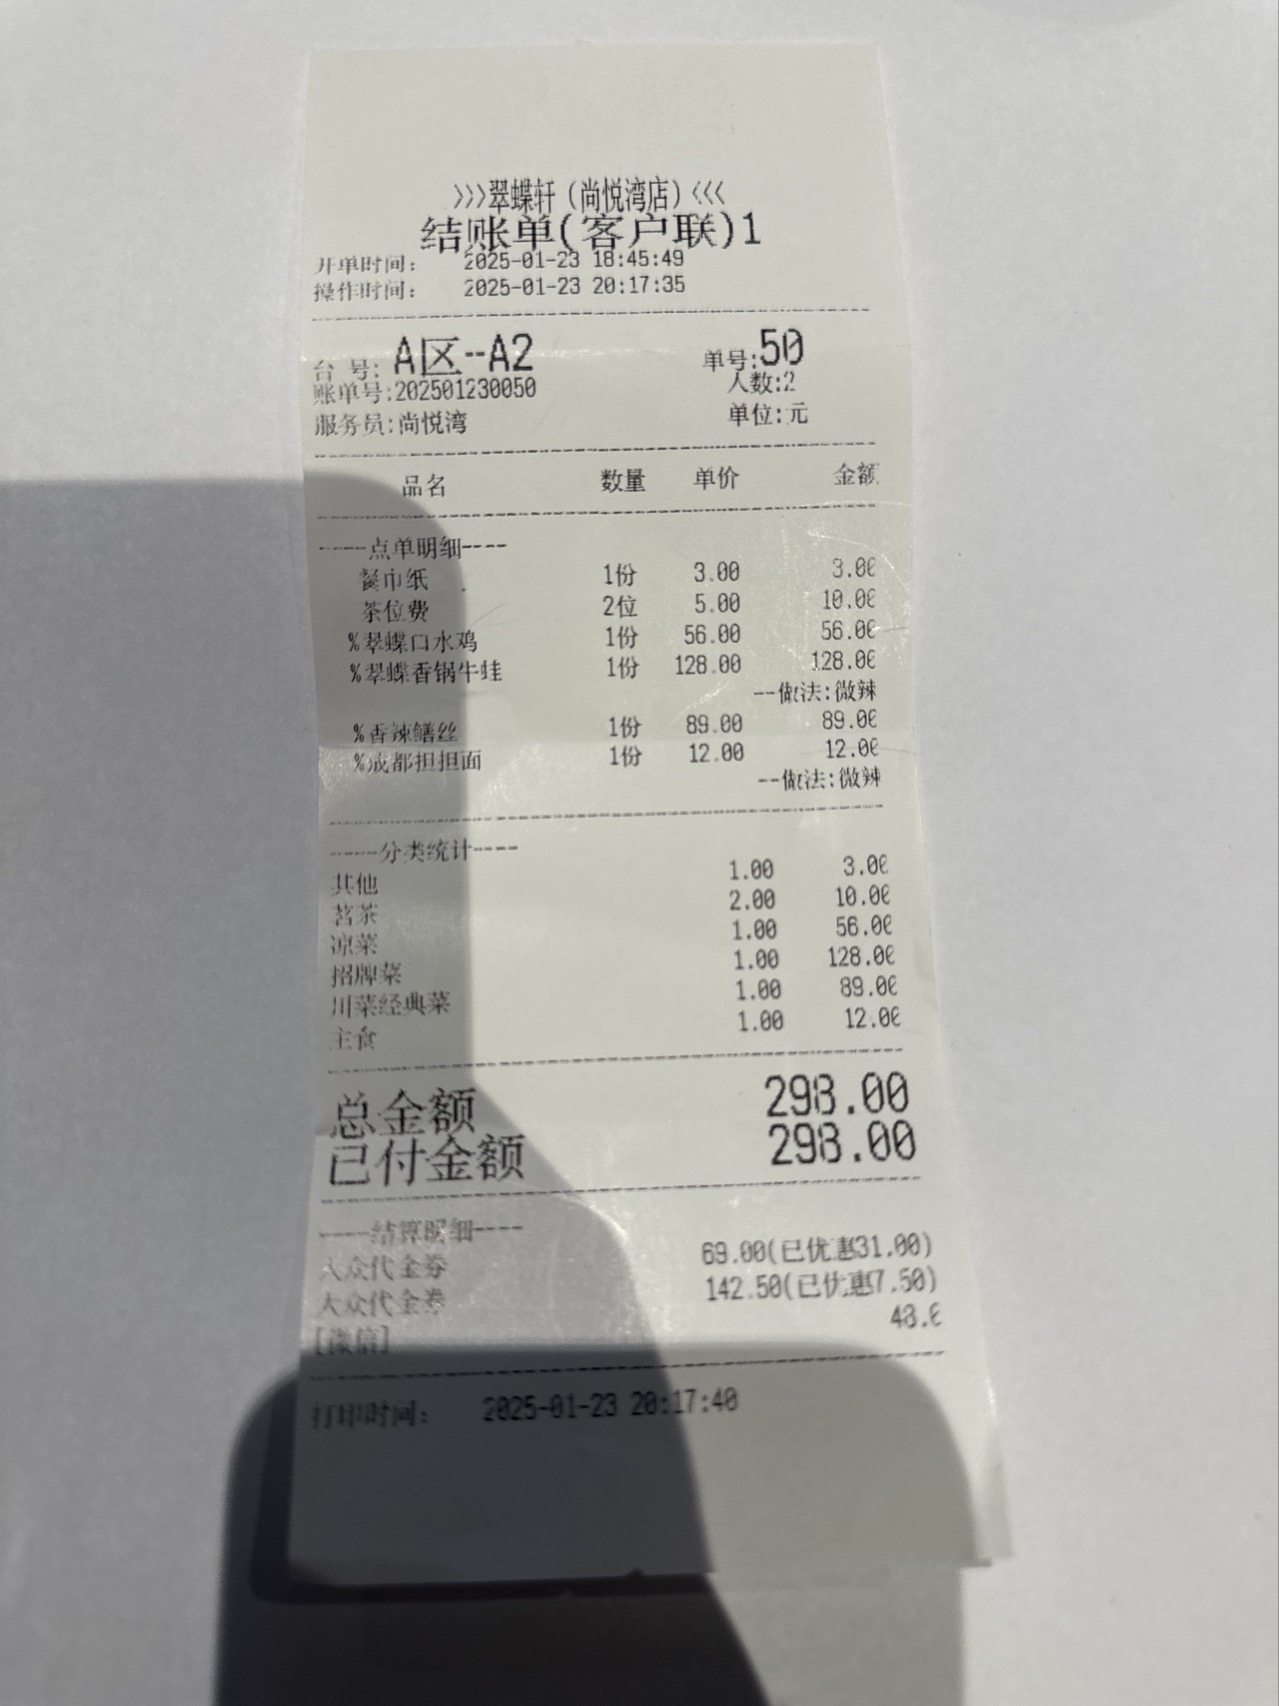 >>>翠蝶轩（尚悦湾店）<<<
结账单(客户联)1
开单时间： 2025-01-23 18:45:49
操作时间： 2025-01-23 20:17:35
台 号: A区--A2 单号:50
账单号:202501230050 人数:2
服务员:尚悦湾 单位:元
品名 数量 单价 金额
----点单明细----
餐巾纸 1份 3.00 3.00
茶位费 2位 5.00 10.00
%翠蝶口水鸡 1份 56.00 56.00
%翠蝶香锅牛蛙 1份 128.00 128.00
--做法:微辣
%香辣鳝丝 1份 89.00 89.00
%成都担担面 1份 12.00 12.00
--做法:微辣
----分类统计----
其他 1.00 3.00
茗茶 2.00 10.00
凉菜 1.00 56.00
招牌菜 1.00 128.00
川菜经典菜 1.00 89.00
主食 1.00 12.00
总金额 298.00
已付金额 298.00
----结算明细----
大众代金券 69.00(已优惠31.00)
大众代金券 142.50(已优惠7.50)
[微信] 48.0
打印时间： 2025-01-23 20:17:40